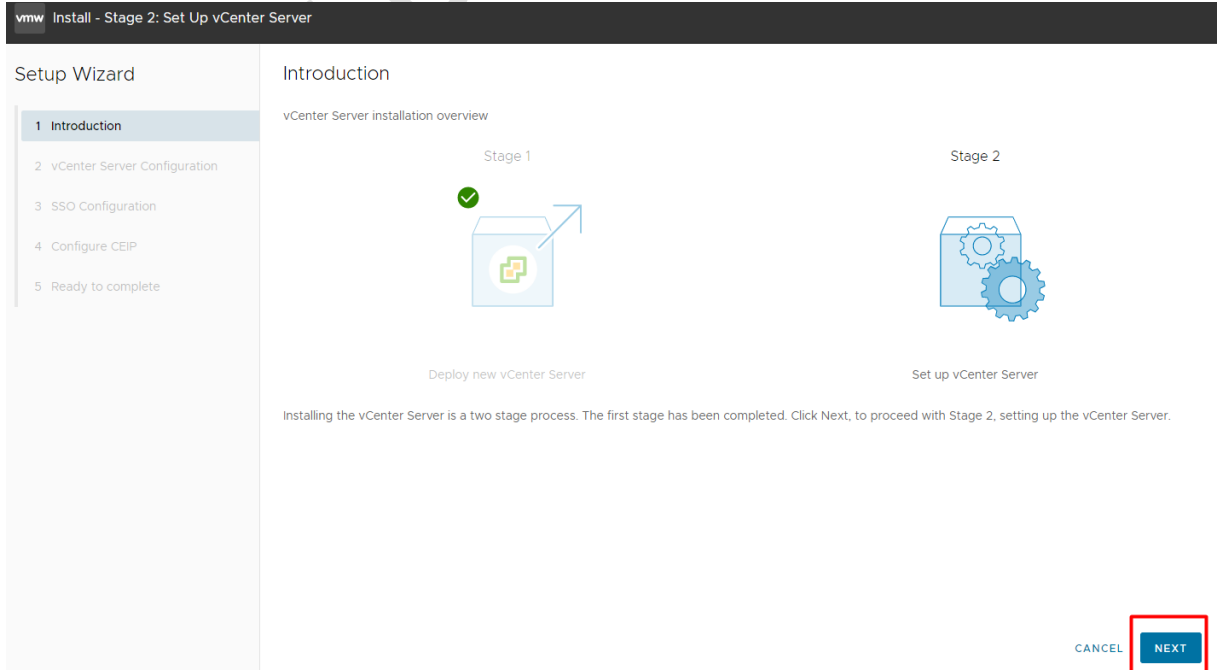 vmw Install - Stage 2: Set Up vCenter Server
Setup Wizard
1 Introduction
2 vCenter Server Configuration
3 SSO Configuration
4 Configure CEIP
5 Ready to complete
Introduction
vCenter Server installation overview
Stage 1
Stage 2
Deploy new vCenter Server
Set up vCenter Server
Installing the vCenter Server is a two stage process. The first stage has been completed. Click Next, to proceed with Stage 2, setting up the vCenter Server.
CANCEL
NEXT